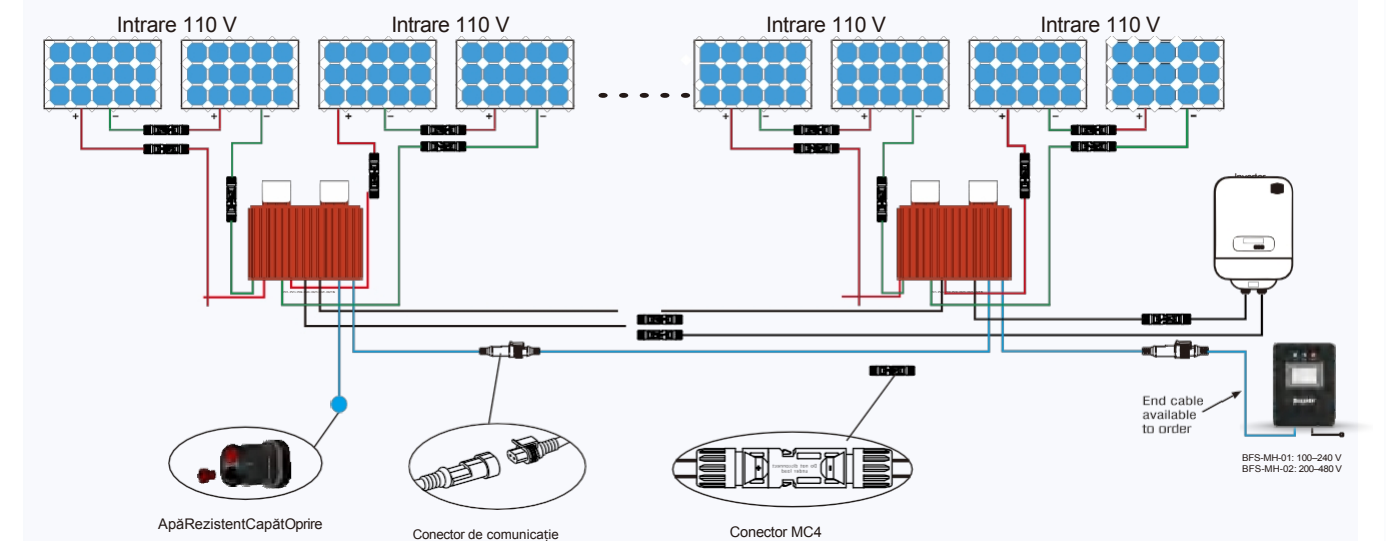 Intrare 110 V
Intrare 110 V
Intrare 110 V
Intrare 110 V
+ − + −
+ − + −
+ − + −
+ − + −
End cable
available
to order
BFS-MH-01: 100–240 V
BFS-MH-02: 200–480 V
ApăRezistentCapătOprire
Conector de comunicație
Conector MC4